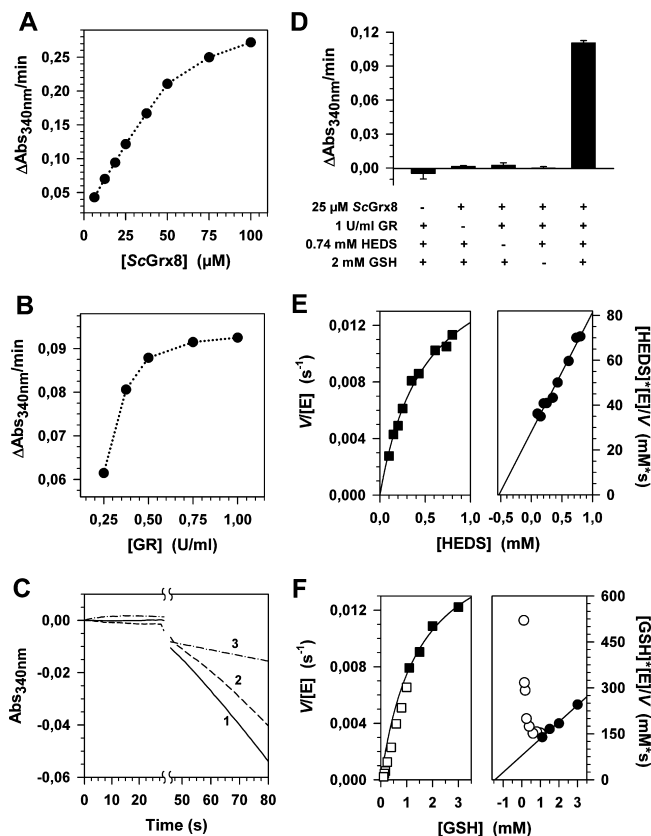 A
ΔAbs340nm/min
0,25
0,20
0,15
0,10
0,05
0 25 50 75 100
[ScGrx8] (µM)
B
ΔAbs340nm/min
0,09
0,08
0,07
0,06
0,25 0,50 0,75 1,00
[GR] (U/ml)
C
Abs340nm
0,00
-0,02
-0,04
-0,06
3
2
1
0 40 60 80
Time (s)
D
ΔAbs340nm/min
0,12
0,09
0,06
0,03
0,00
25 µM ScGrx8 - + + + +
1 U/ml GR + - + + +
0.74 mM HEDS + + - + +
2 mM GSH + + + - +
E
V/[E] (s-1)
0,012
0,008
0,004
0,000
0,0 0,5 1,0
-0,5 0,0 0,5 1,0
80
60
40
20
0
[HEDS]*[E]/V (mM*s)
[HEDS] (mM)
F
V/[E] (s-1)
0,012
0,008
0,004
0,000
0 1 2 3
-1 0 1 2 3
600
450
300
150
0
[GSH]*[E]/V (mM*s)
[GSH] (mM)